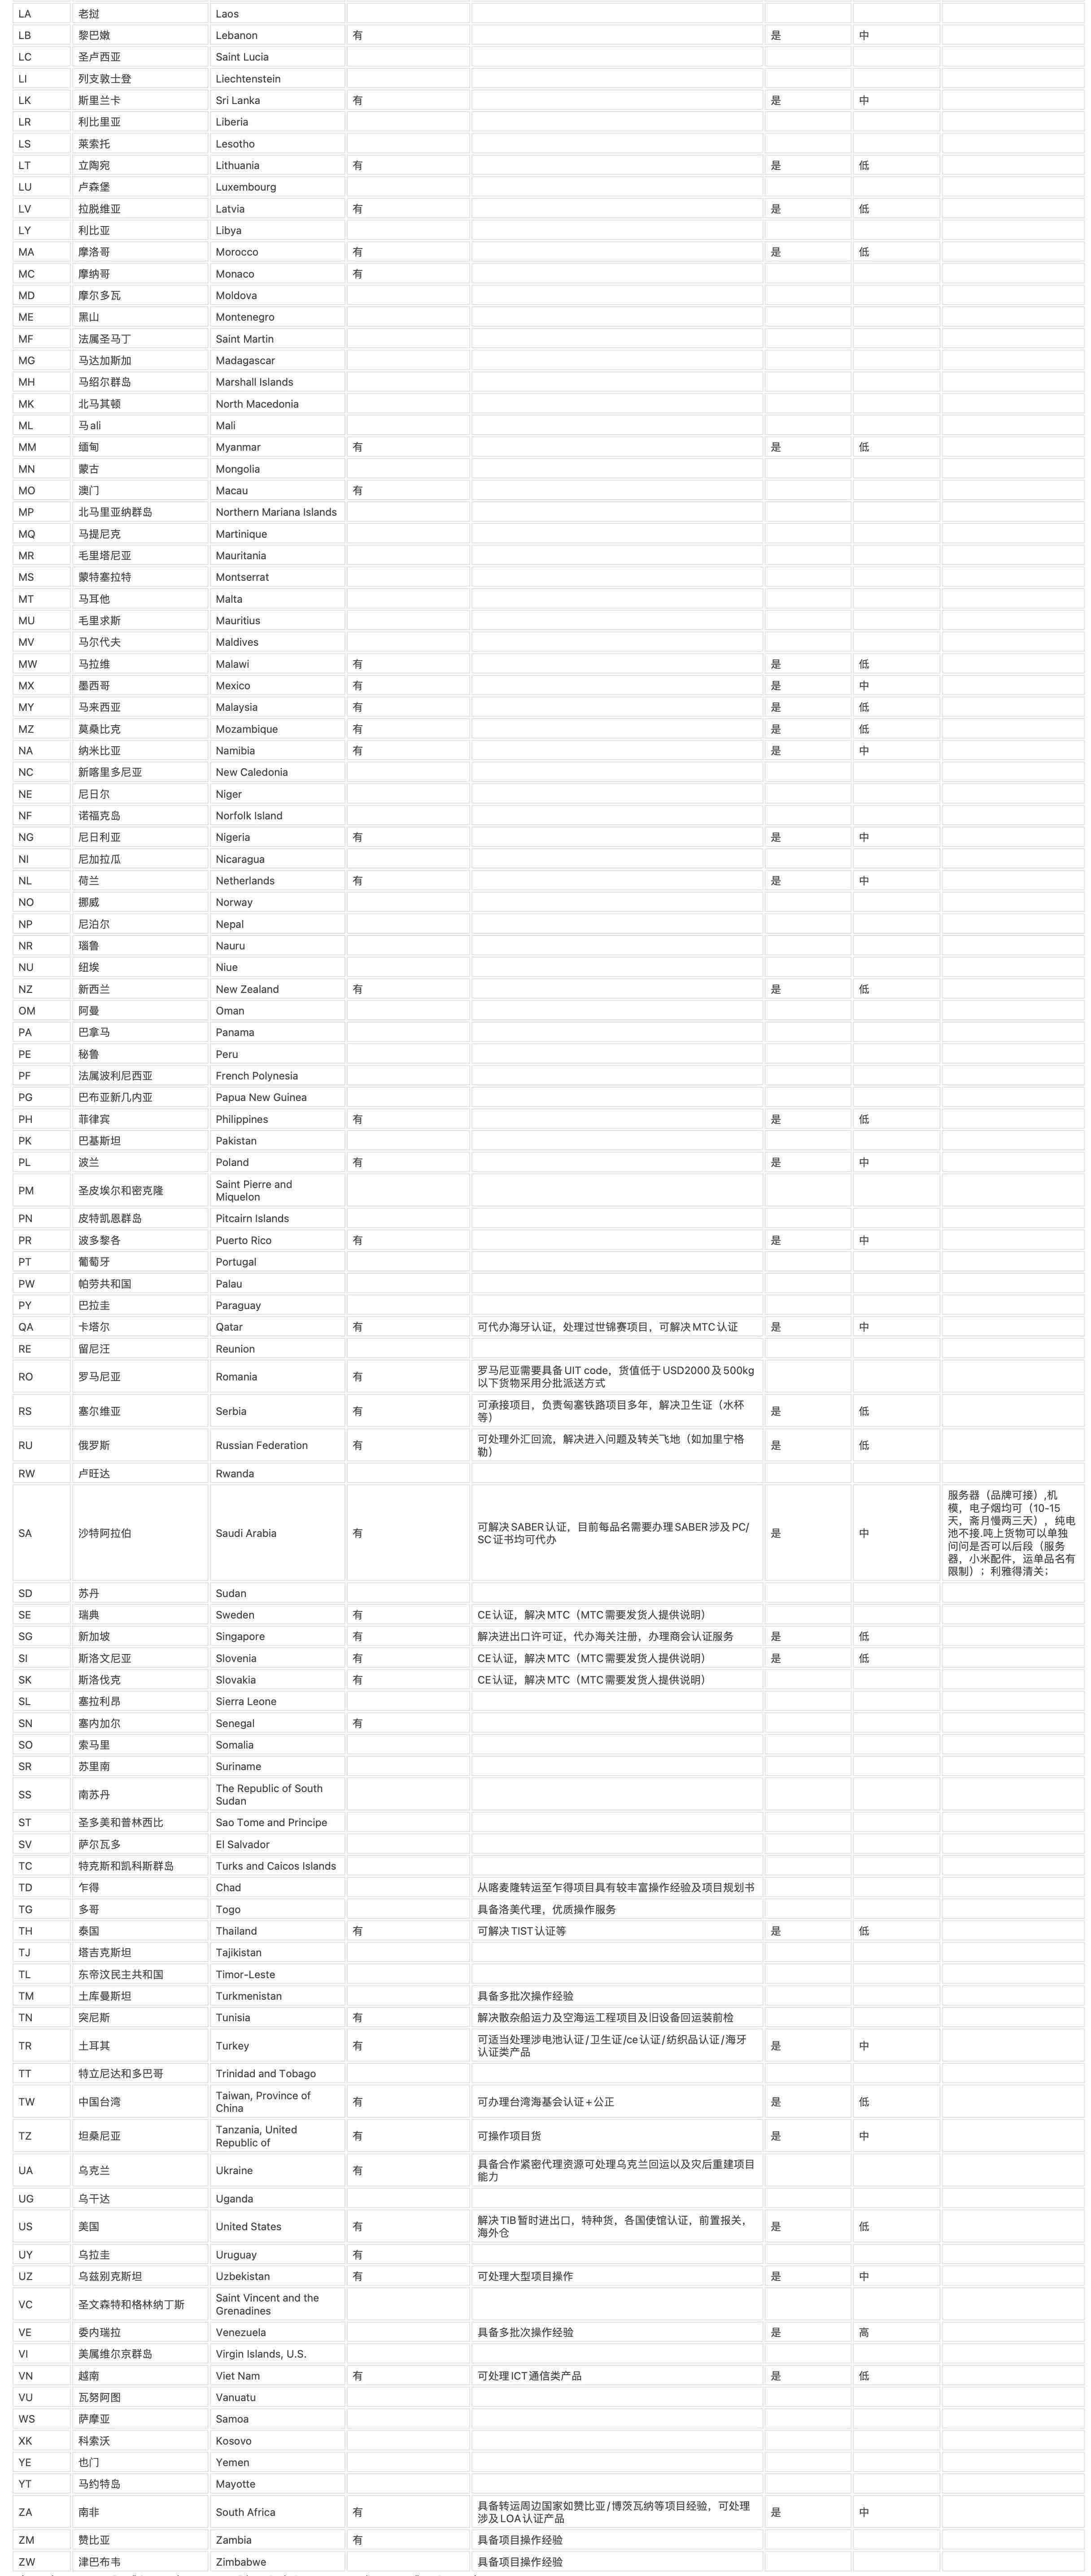 LA 老挝 Laos
LB 黎巴嫩 Lebanon 有 是 中
LC 圣卢西亚 Saint Lucia
LI 列支敦士登 Liechtenstein
LK 斯里兰卡 Sri Lanka 有 是 中
LR 利比里亚 Liberia
LS 莱索托 Lesotho
LT 立陶宛 Lithuania 有 是 低
LU 卢森堡 Luxembourg
LV 拉脱维亚 Latvia 有 是 低
LY 利比亚 Libya
MA 摩洛哥 Morocco 有 是 低
MC 摩纳哥 Monaco 有
MD 摩尔多瓦 Moldova
ME 黑山 Montenegro
MF 法属圣马丁 Saint Martin
MG 马达加斯加 Madagascar
MH 马绍尔群岛 Marshall Islands
MK 北马其顿 North Macedonia
ML 马ali Mali
MM 缅甸 Myanmar 有 是 低
MN 蒙古 Mongolia
MO 澳门 Macau 有
MP 北马里亚纳群岛 Northern Mariana Islands
MQ 马提尼克 Martinique
MR 毛里塔尼亚 Mauritania
MS 蒙特塞拉特 Montserrat
MT 马耳他 Malta
MU 毛里求斯 Mauritius
MV 马尔代夫 Maldives
MW 马拉维 Malawi 有 是 低
MX 墨西哥 Mexico 有 是 中
MY 马来西亚 Malaysia 有 是 低
MZ 莫桑比克 Mozambique 有 是 低
NA 纳米比亚 Namibia 有 是 中
NC 新喀里多尼亚 New Caledonia
NE 尼日尔 Niger
NF 诺福克岛 Norfolk Island
NG 尼日利亚 Nigeria 有 是 中
NI 尼加拉瓜 Nicaragua
NL 荷兰 Netherlands 有 是 中
NO 挪威 Norway
NP 尼泊尔 Nepal
NR 瑙鲁 Nauru
NU 纽埃 Niue
NZ 新西兰 New Zealand 有 是 低
OM 阿曼 Oman
PA 巴拿马 Panama
PE 秘鲁 Peru
PF 法属波利尼西亚 French Polynesia
PG 巴布亚新几内亚 Papua New Guinea
PH 菲律宾 Philippines 有 是 低
PK 巴基斯坦 Pakistan
PL 波兰 Poland 有 是 中
PM 圣皮埃尔和密克隆 Saint Pierre and
Miquelon
PN 皮特凯恩群岛 Pitcairn Islands
PR 波多黎各 Puerto Rico 有 是 中
PT 葡萄牙 Portugal
PW 帕劳共和国 Palau
PY 巴拉圭 Paraguay
QA 卡塔尔 Qatar 有 可代办海牙认证，处理过世锦赛项目，可解决MTC认证 是 中
RE 留尼汪 Reunion
RO 罗马尼亚 Romania 有 罗马尼亚需要具备UIT code，货值低于USD2000及500kg
以下货物采用分批派送方式
RS 塞尔维亚 Serbia 有 可承接项目，负责匈塞铁路项目多年，解决卫生证（水杯
等） 是 低
RU 俄罗斯 Russian Federation 有 可处理外汇回流，解决进入问题及转关飞地（如加里宁格
勒） 是 低
RW 卢旺达 Rwanda
SA 沙特阿拉伯 Saudi Arabia 有 可解决SABER认证，目前每品名需要办理SABER涉及PC/
SC证书均可代办 是 中 服务器（品牌可接）,机
模，电子烟均可（10-15
天，斋月慢两三天），纯电
池不接.吨上货物可以单独
问问是否可以后段（服务
器，小米配件，运单品名有
限制）；利雅得清关；
SD 苏丹 Sudan
SE 瑞典 Sweden 有 CE认证，解决MTC（MTC需要发货人提供说明）
SG 新加坡 Singapore 有 解决进出口许可证，代办海关注册，办理商会认证服务 是 低
SI 斯洛文尼亚 Slovenia 有 CE认证，解决MTC（MTC需要发货人提供说明） 是 低
SK 斯洛伐克 Slovakia 有 CE认证，解决MTC（MTC需要发货人提供说明）
SL 塞拉利昂 Sierra Leone
SN 塞内加尔 Senegal 有
SO 索马里 Somalia
SR 苏里南 Suriname
SS 南苏丹 The Republic of South
Sudan
ST 圣多美和普林西比 Sao Tome and Principe
SV 萨尔瓦多 El Salvador
TC 特克斯和凯科斯群岛 Turks and Caicos Islands
TD 乍得 Chad 从喀麦隆转运至乍得项目具有较丰富操作经验及项目规划书
TG 多哥 Togo 具备洛美代理，优质操作服务
TH 泰国 Thailand 有 可解决TIST认证等 是 低
TJ 塔吉克斯坦 Tajikistan
TL 东帝汶民主共和国 Timor-Leste
TM 土库曼斯坦 Turkmenistan 具备多批次操作经验
TN 突尼斯 Tunisia 有 解决散杂船运力及空海运工程项目及旧设备回运装前检
TR 土耳其 Turkey 有 可适当处理涉电池认证/卫生证/ce认证/纺织品认证/海牙
认证类产品 是 中
TT 特立尼达和多巴哥 Trinidad and Tobago
TW 中国台湾 Taiwan, Province of
China 有 可办理台湾海基会认证+公正 是 低
TZ 坦桑尼亚 Tanzania, United
Republic of 有 可操作项目货 是 中
UA 乌克兰 Ukraine 有 具备合作紧密代理资源可处理乌克兰回运以及灾后重建项目
能力
UG 乌干达 Uganda
US 美国 United States 有 解决TIB暂时进出口，特种货，各国使馆认证，前置报关，
海外仓 是 低
UY 乌拉圭 Uruguay 有
UZ 乌兹别克斯坦 Uzbekistan 有 可处理大型项目操作 是 中
VC 圣文森特和格林纳丁斯 Saint Vincent and the
Grenadines
VE 委内瑞拉 Venezuela 具备多批次操作经验 是 高
VI 美属维尔京群岛 Virgin Islands, U.S.
VN 越南 Viet Nam 有 可处理ICT通信类产品 是 低
VU 瓦努阿图 Vanuatu
WS 萨摩亚 Samoa
XK 科索沃 Kosovo
YE 也门 Yemen
YT 马约特岛 Mayotte
ZA 南非 South Africa 有 具备转运周边国家如赞比亚/博茨瓦纳等项目经验，可处理
涉及LOA认证产品 是 中
ZM 赞比亚 Zambia 有 具备项目操作经验
ZW 津巴布韦 Zimbabwe 具备项目操作经验